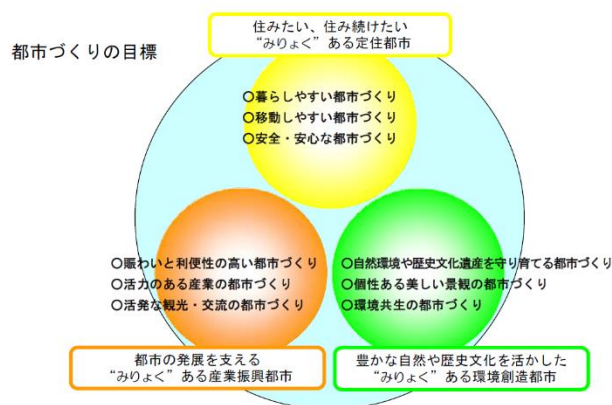 都市づくりの目標
住みたい、住み続けたい
“みりょく”ある定住都市
○暮らしやすい都市づくり
○移動しやすい都市づくり
○安全・安心な都市づくり
○賑わいと利便性の高い都市づくり
○活力のある産業の都市づくり
○活発な観光・交流の都市づくり
○自然環境や歴史文化遺産を守り育てる都市づくり
○個性ある美しい景観の都市づくり
○環境共生の都市づくり
都市の発展を支える
“みりょく”ある産業振興都市
豊かな自然や歴史文化を活かした
“みりょく”ある環境創造都市